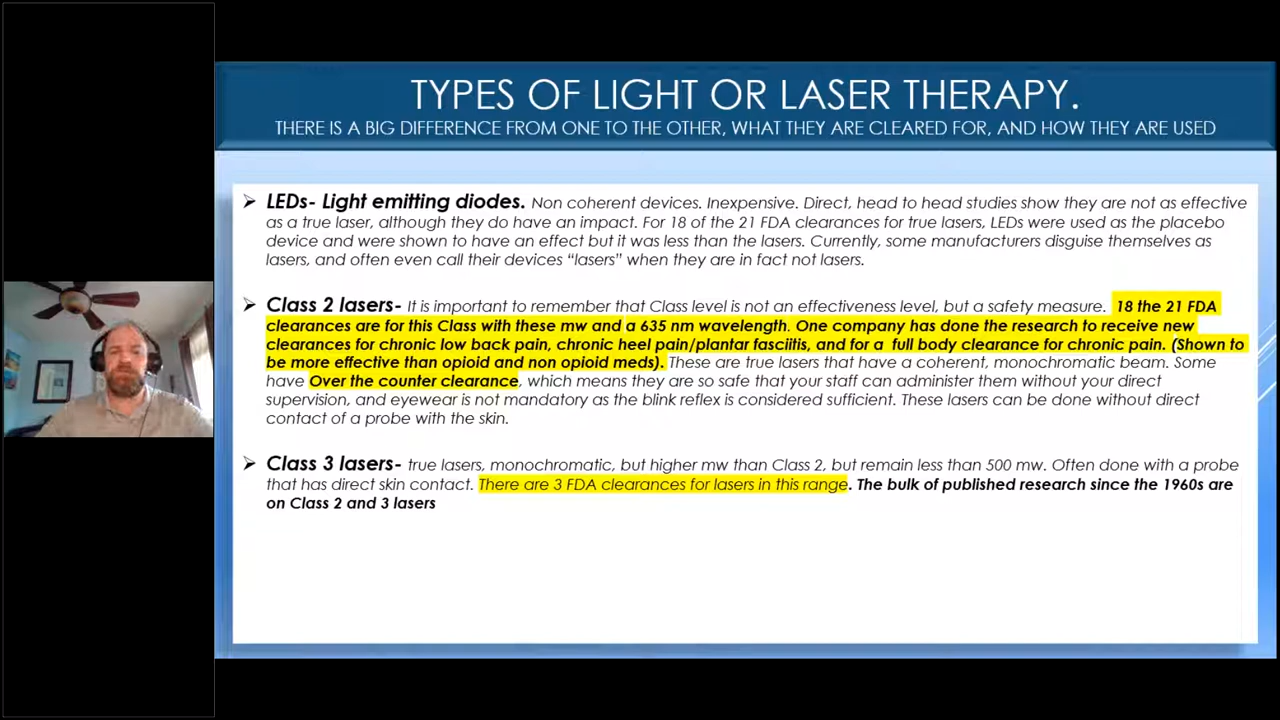 TYPES OF LIGHT OR LASER THERAPY.
THERE IS A BIG DIFFERENCE FROM ONE TO THE OTHER, WHAT THEY ARE CLEARED FOR, AND HOW THEY ARE USED
LEDs- Light emitting diodes. Non coherent devices. Inexpensive. Direct, head to head studies show they are not as effective
as a true laser, although they do have an impact. For 18 of the 21 FDA clearances for true lasers, LEDs were used as the placebo
device and were shown to have an effect but it was less than the lasers. Currently, some manufacturers disguise themselves as
lasers, and often even call their devices “lasers” when they are in fact not lasers.
Class 2 lasers- It is important to remember that Class level is not an effectiveness level, but a safety measure. 18 the 21 FDA
clearances are for this Class with these mw and a 635 nm wavelength. One company has done the research to receive new
clearances for chronic low back pain, chronic heel pain/plantar fasciitis, and for a full body clearance for chronic pain. (Shown to
be more effective than opioid and non opioid meds). These are true lasers that have a coherent, monochromatic beam. Some
have Over the counter clearance, which means they are so safe that your staff can administer them without your direct
supervision, and eyewear is not mandatory as the blink reflex is considered sufficient. These lasers can be done without direct
contact of a probe with the skin.
Class 3 lasers- true lasers, monochromatic, but higher mw than Class 2, but remain less than 500 mw. Often done with a probe
that has direct skin contact. There are 3 FDA clearances for lasers in this range. The bulk of published research since the 1960s are
on Class 2 and 3 lasers